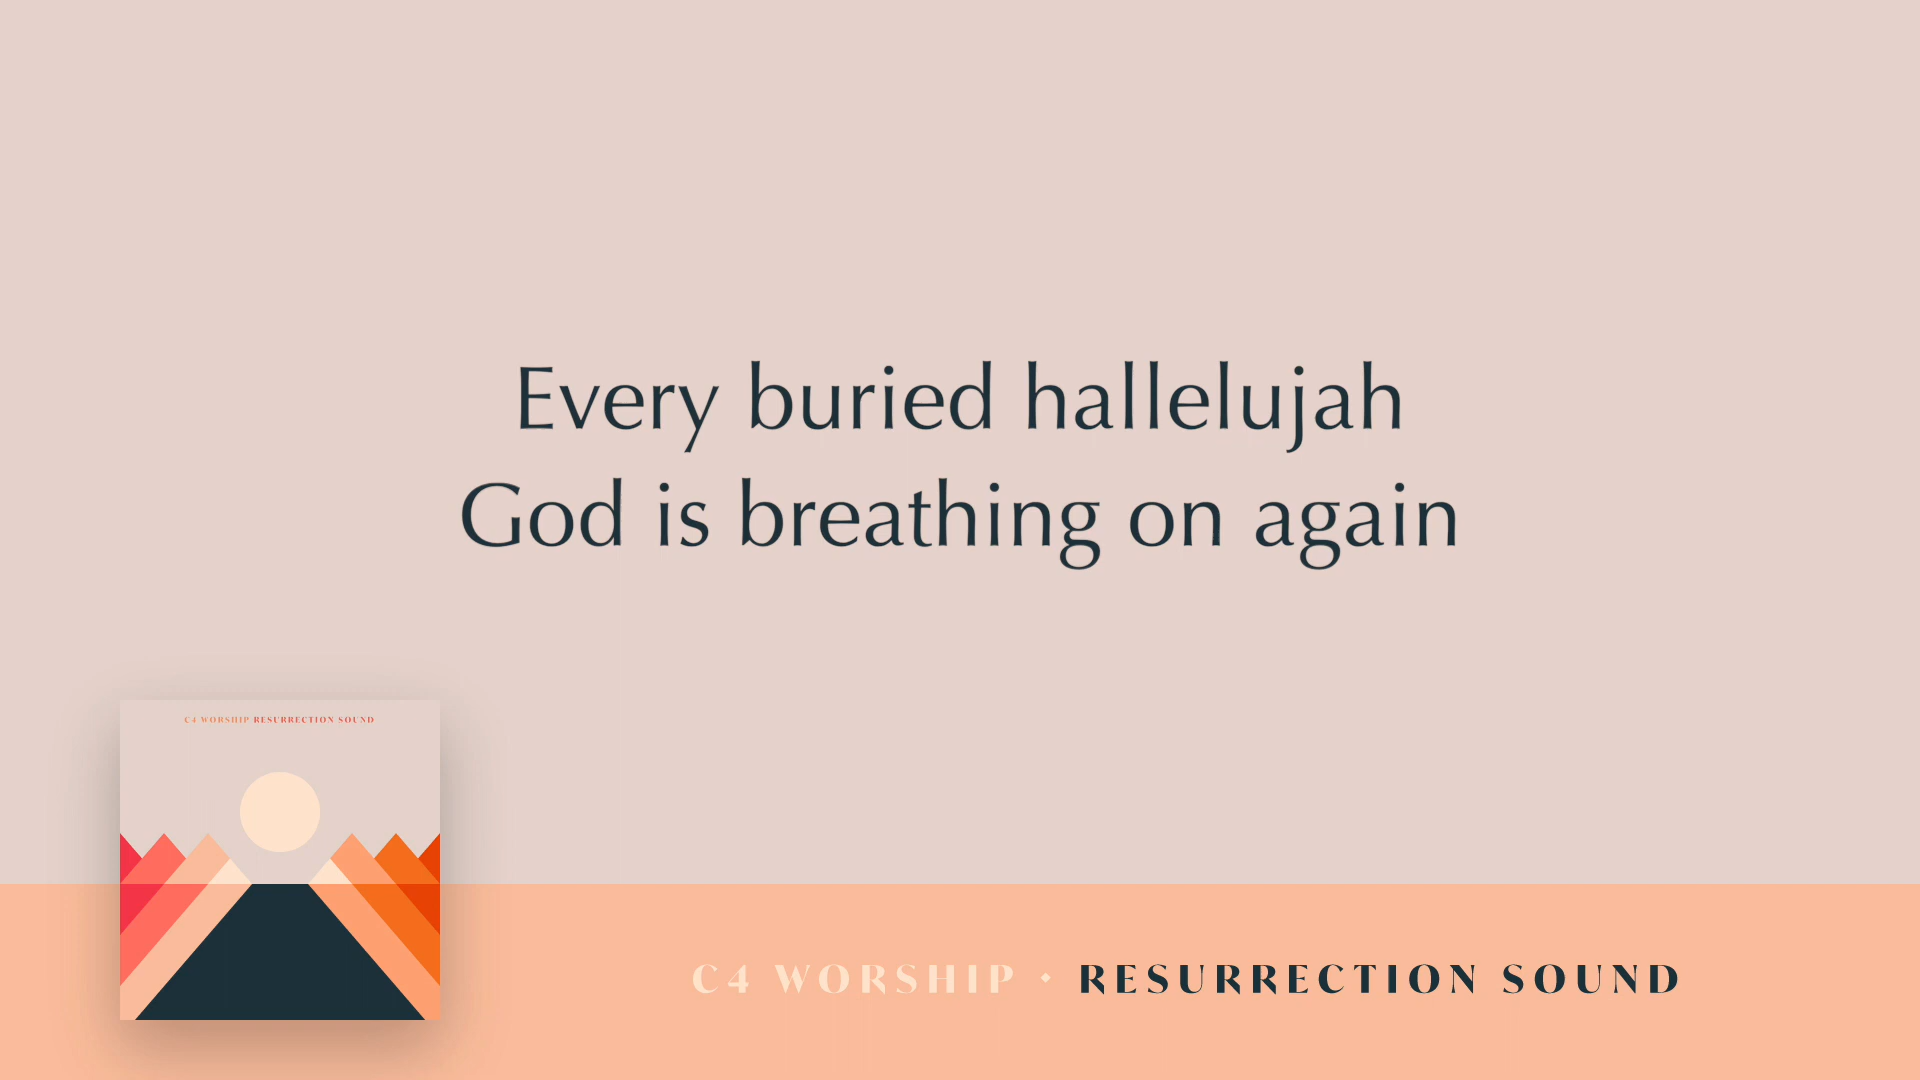 Every buried hallelujah
God is breathing on again
C4 WORSHIP RESURRECTION SOUND
C4 WORSHIP · RESURRECTION SOUND